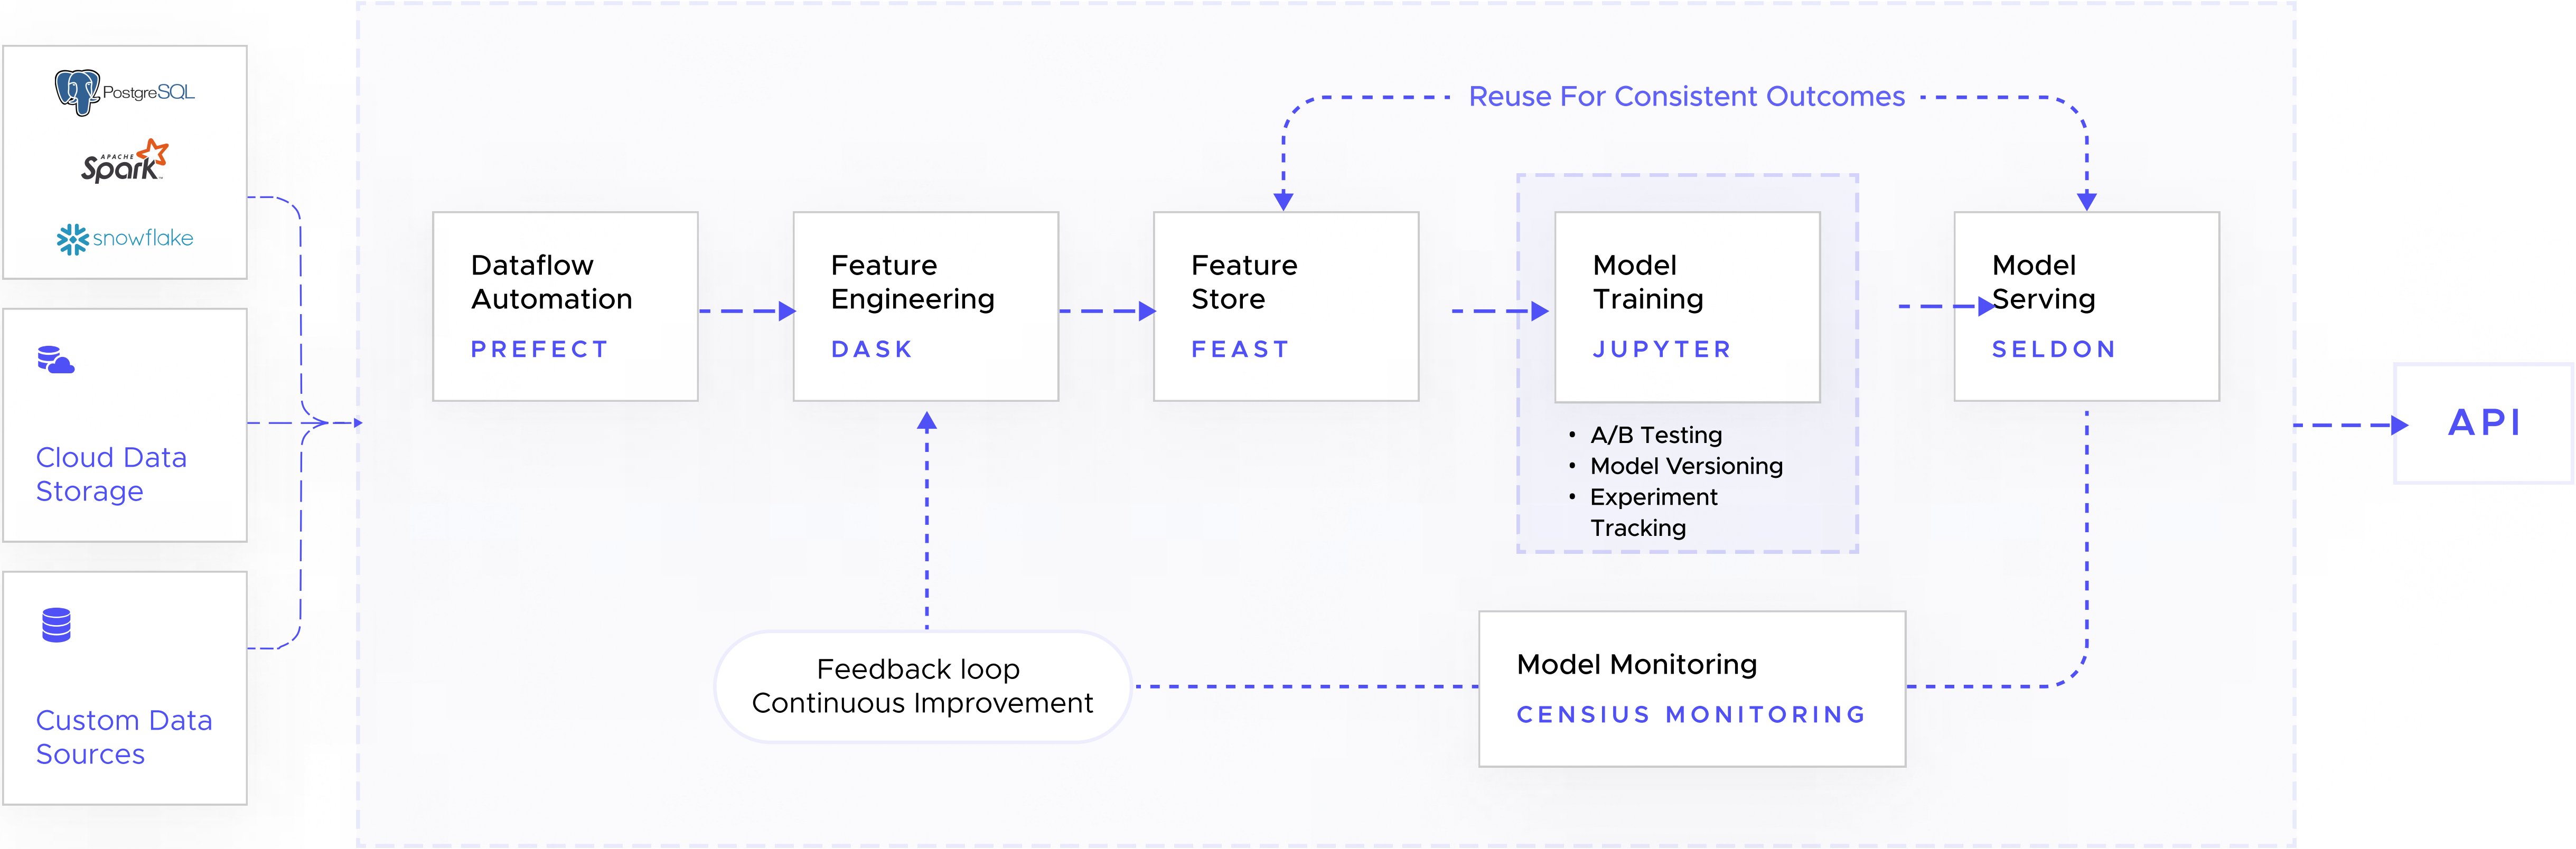 PostgreSQL
APACHE
Spark
snowflake
Cloud Data
Storage
Custom Data
Sources
Reuse For Consistent Outcomes
Dataflow
Automation
PREFECT
Feature
Engineering
DASK
Feature
Store
FEAST
Model
Training
JUPYTER
• A/B Testing
• Model Versioning
• Experiment
Tracking
Model
Serving
SELDON
Feedback loop
Continuous Improvement
Model Monitoring
CENSIUS MONITORING
API